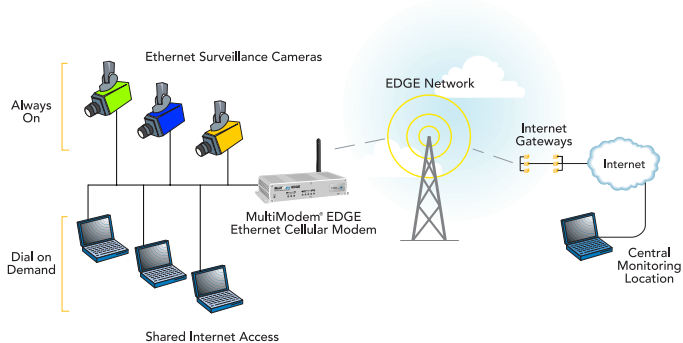 Ethernet Surveillance Cameras
Always
On
EDGE Network
Internet
Gateways
Internet
MultiModem® EDGE
Ethernet Cellular Modem
Dial on
Demand
Central
Monitoring
Location
Shared Internet Access